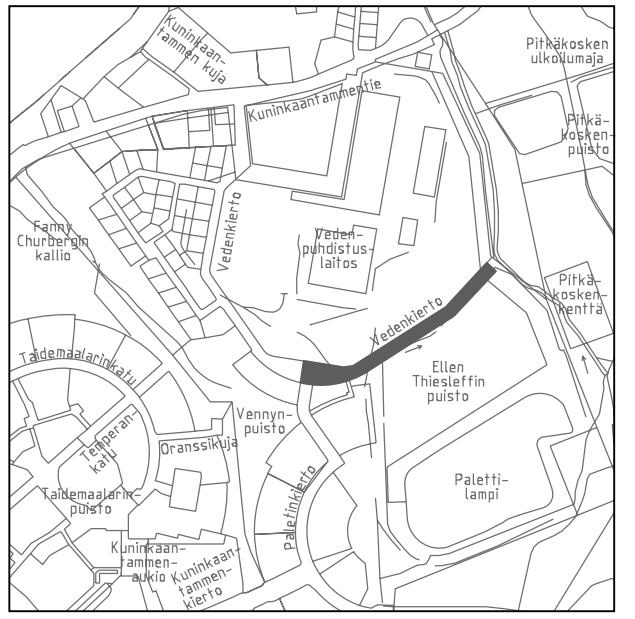 Kuninkaan-
tammen kuja
Pitkäkosken
ulkoilumaja
Kuninkaantammentie
Pitkä-
kosken-
puisto
Fanny
Churbergin
kallio
Vedenkierto
Veden-
puhdistus-
laitos
Pitkä-
kosken-
kenttä
Vedenkierto
Taidemaalarinkatu
Ellen
Thiesleffin
puisto
Vennyn-
puisto
Temperan-
katu
Oranssikuja
Taidemaalarin-
puisto
Paletinkierto
Paletti-
lampi
Kuninkaan-
tammen-
aukio
Kuninkaan-
tammen-
kierto